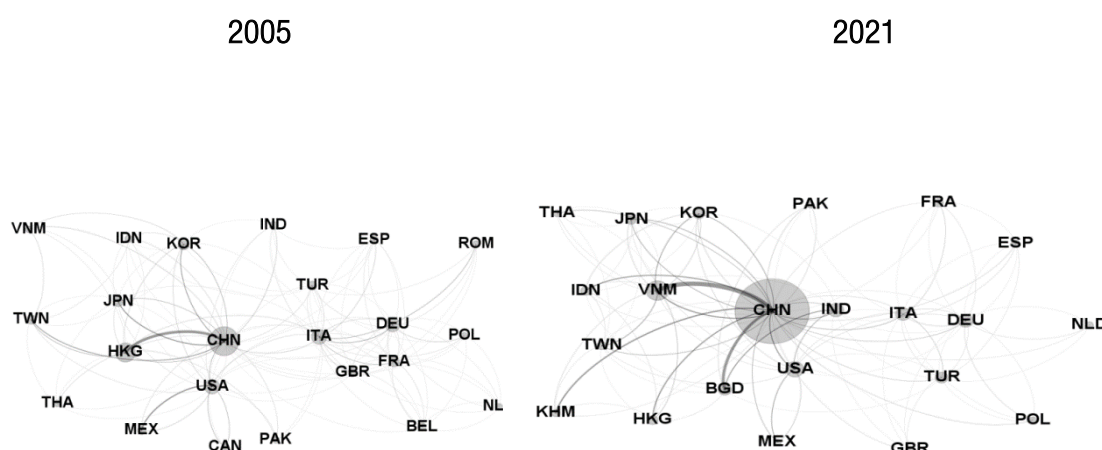 2005
2021
VNM
IDN
KOR
IND
ESP
ROM
JPN
TUR
TWN
HKG
CHN
ITA
DEU
POL
GBR
FRA
USA
THA
MEX
CAN
PAK
BEL
NL
THA
JPN
KOR
PAK
FRA
ESP
IDN
VNM
CHN
IND
ITA
DEU
NLD
TWN
BGD
USA
TUR
KHM
HKG
MEX
GBR
POL